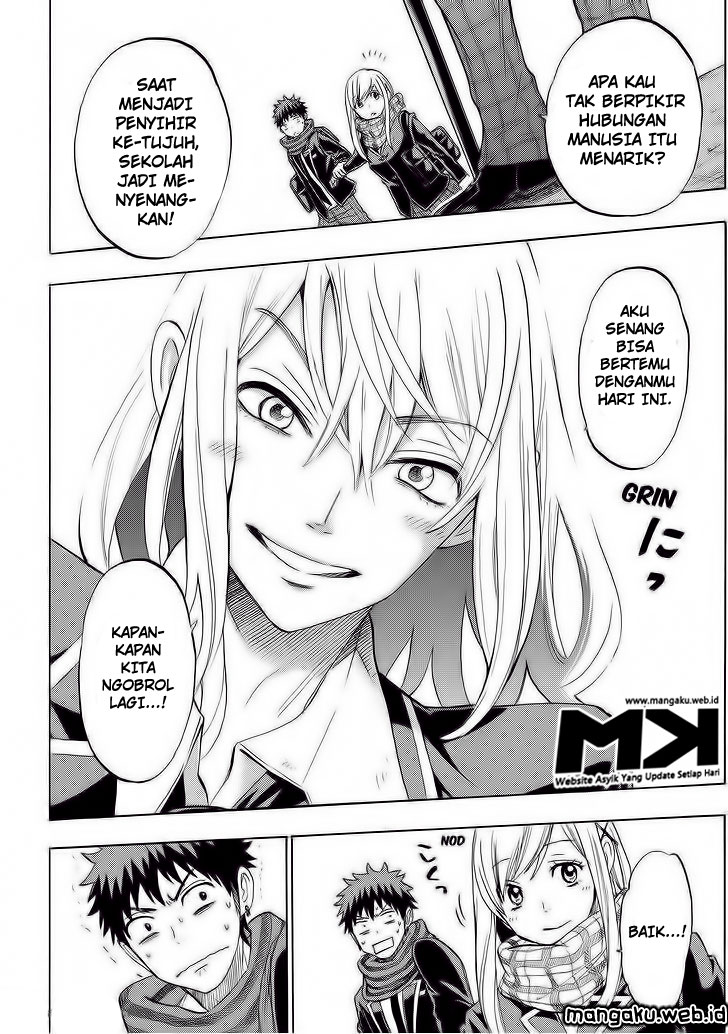 APA KAU
TAK BERPIKIR
HUBUNGAN
MANUSIA ITU
MENARIK?
SAAT
MENJADI
PENYIHIR
KE-TUJUH,
SEKOLAH
JADI ME-
NYENANG-
KAN!
AKU
SENANG
BISA
BERTEMU
DENGANMU
HARI INI.
GRIN
にっ
KAPAN-
KAPAN
KITA
NGOBROL
LAGI...!
www.mangaku.web.id
MK
Website Asyik Yang Update Setiap Hari
NOD
こくっ
BAIK...!
mangaku.web.id